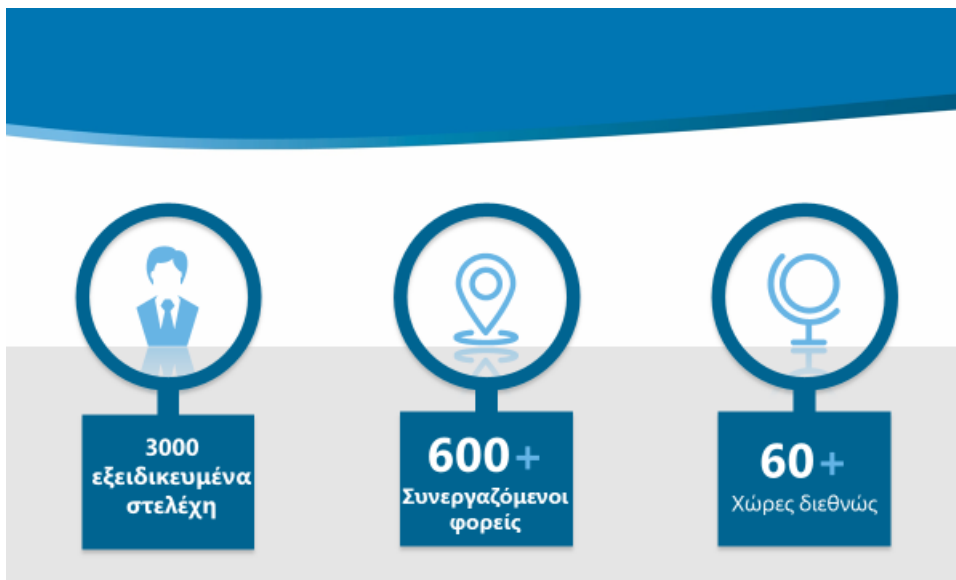 3000
εξειδικευμένα
στελέχη
600+
Συνεργαζόμενοι
φορείς
60+
Χώρες διεθνώς